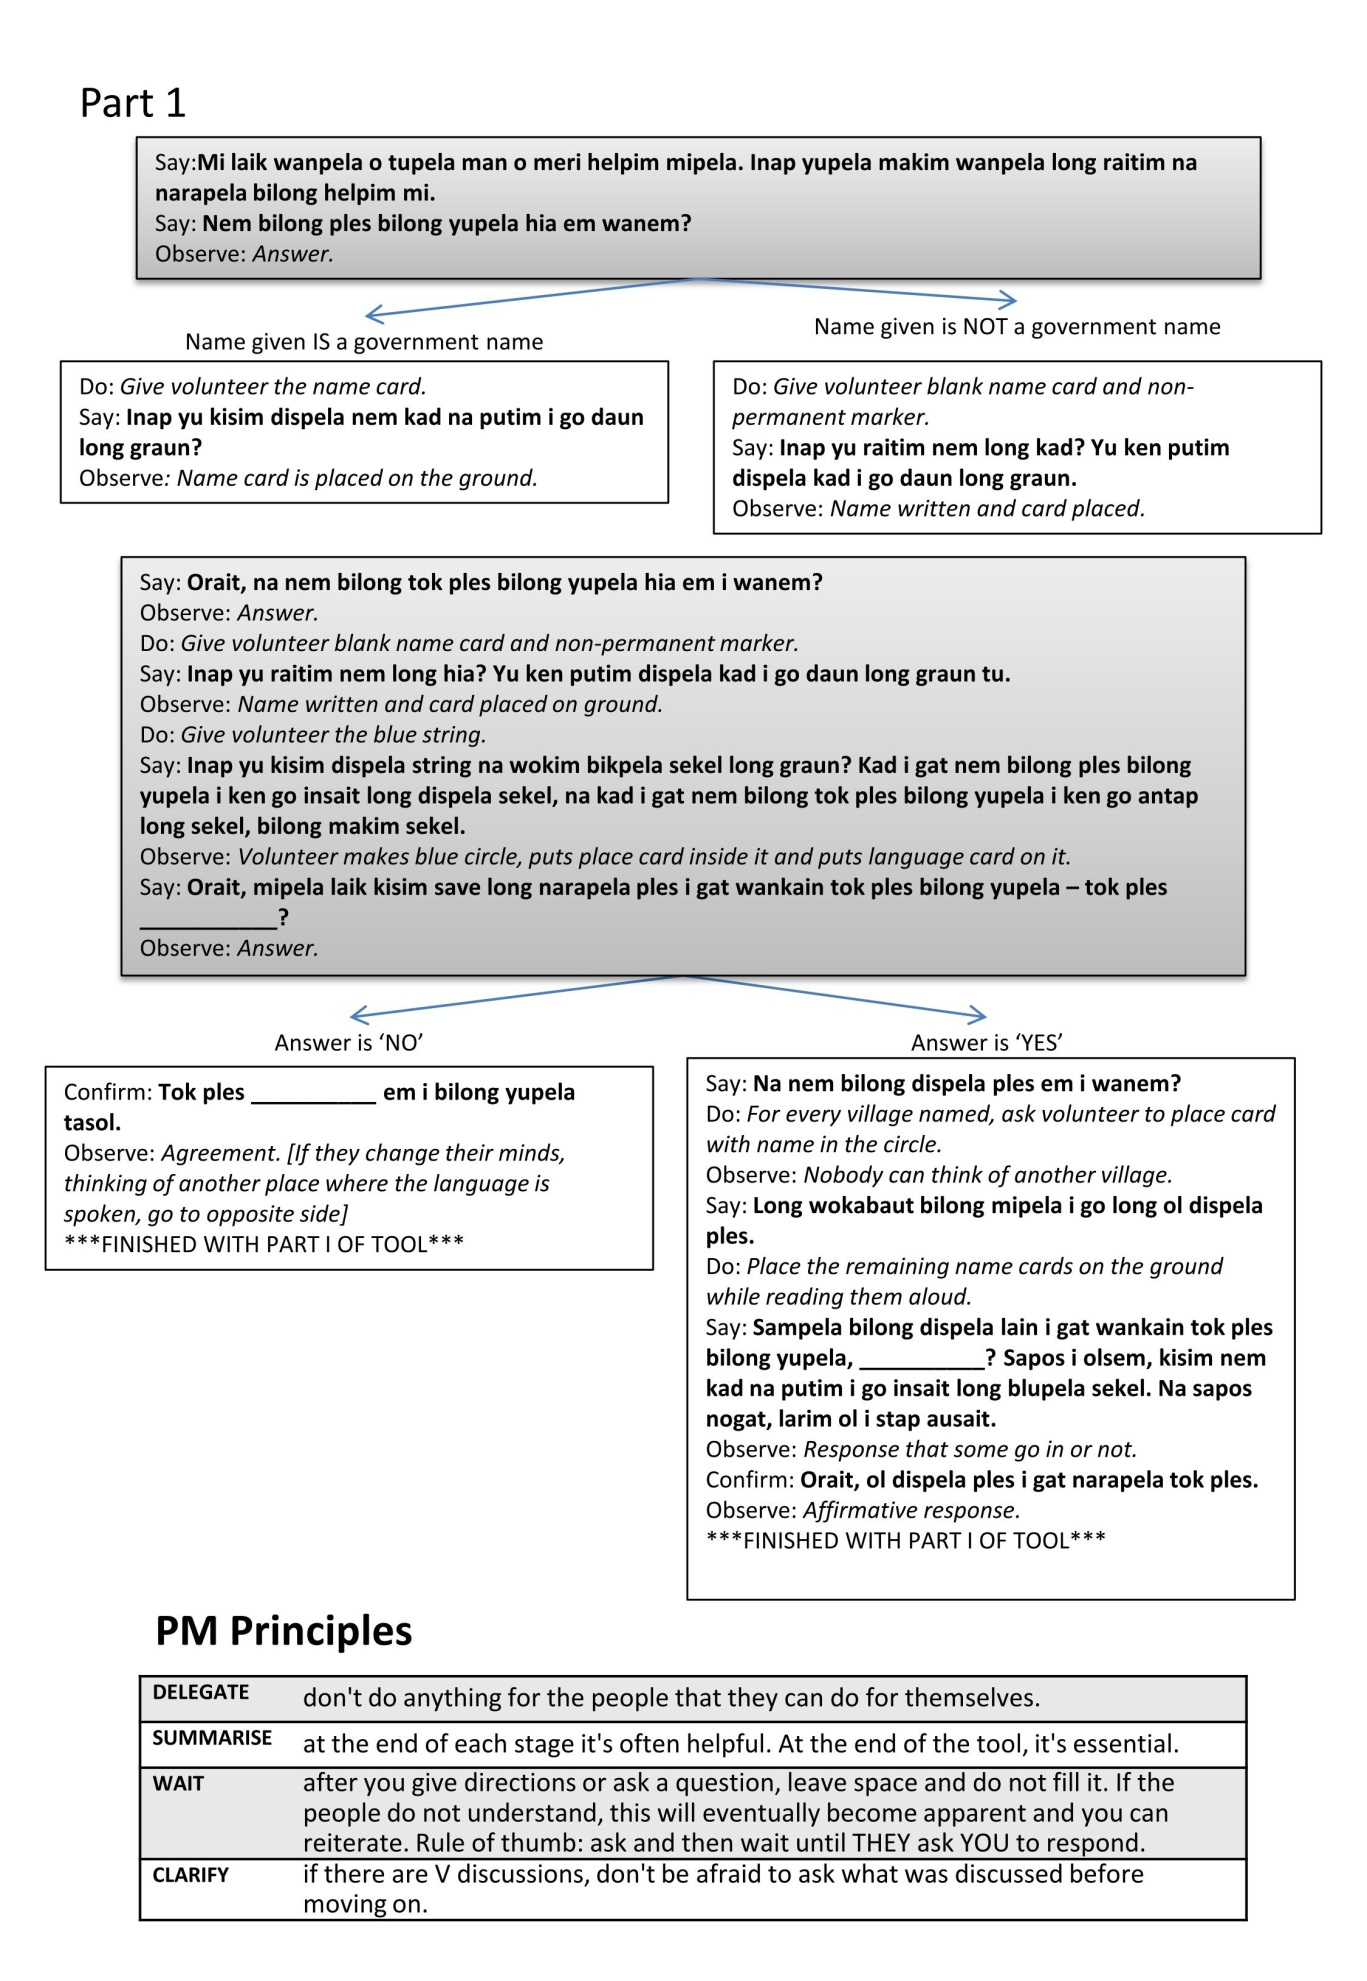 Part 1
Say:Mi laik wanpela o tupela man o meri helpim mipela. Inap yupela makim wanpela long raitim na
narapela bilong helpim mi.
Say: Nem bilong ples bilong yupela hia em wanem?
Observe: Answer.
Name given IS a government name
Do: Give volunteer the name card.
Say: Inap yu kisim dispela nem kad na putim i go daun
long graun?
Observe: Name card is placed on the ground.
Name given is NOT a government name
Do: Give volunteer blank name card and non-
permanent marker.
Say: Inap yu raitim nem long kad? Yu ken putim
dispela kad i go daun long graun.
Observe: Name written and card placed.
Say: Orait, na nem bilong tok ples bilong yupela hia em i wanem?
Observe: Answer.
Do: Give volunteer blank name card and non-permanent marker.
Say: Inap yu raitim nem long hia? Yu ken putim dispela kad i go daun long graun tu.
Observe: Name written and card placed on ground.
Do: Give volunteer the blue string.
Say: Inap yu kisim dispela string na wokim bikpela sekel long graun? Kad i gat nem bilong ples bilong
yupela i ken go insait long dispela sekel, na kad i gat nem bilong tok ples bilong yupela i ken go antap
long sekel, bilong makim sekel.
Observe: Volunteer makes blue circle, puts place card inside it and puts language card on it.
Say: Orait, mipela laik kisim save long narapela ples i gat wankain tok ples bilong yupela – tok ples
___________?
Observe: Answer.
Answer is ‘NO’
Confirm: Tok ples __________ em i bilong yupela
tasol.
Observe: Agreement. [If they change their minds,
thinking of another place where the language is
spoken, go to opposite side]
***FINISHED WITH PART I OF TOOL***
Answer is ‘YES’
Say: Na nem bilong dispela ples em i wanem?
Do: For every village named, ask volunteer to place card
with name in the circle.
Observe: Nobody can think of another village.
Say: Long wokabaut bilong mipela i go long ol dispela
ples.
Do: Place the remaining name cards on the ground
while reading them aloud.
Say: Sampela bilong dispela lain i gat wankain tok ples
bilong yupela, __________? Sapos i olsem, kisim nem
kad na putim i go insait long blupela sekel. Na sapos
nogat, larim ol i stap ausait.
Observe: Response that some go in or not.
Confirm: Orait, ol dispela ples i gat narapela tok ples.
Observe: Affirmative response.
***FINISHED WITH PART I OF TOOL***
PM Principles
DELEGATE don't do anything for the people that they can do for themselves.
SUMMARISE at the end of each stage it's often helpful. At the end of the tool, it's essential.
WAIT after you give directions or ask a question, leave space and do not fill it. If the
people do not understand, this will eventually become apparent and you can
reiterate. Rule of thumb: ask and then wait until THEY ask YOU to respond.
CLARIFY if there are V discussions, don't be afraid to ask what was discussed before
moving on.